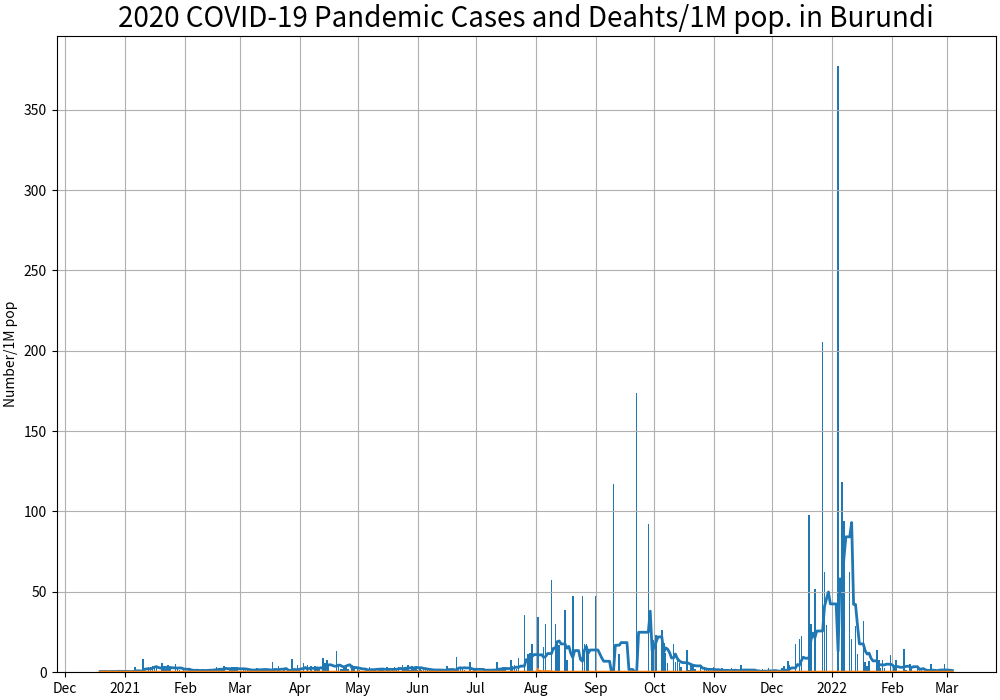 2020 COVID-19 Pandemic Cases and Deahts/1M pop. in Burundi
Number/1M pop
350
300
250
200
150
100
50
0
Dec 2021 Feb Mar Apr May Jun Jul Aug Sep Oct Nov Dec 2022 Feb Mar